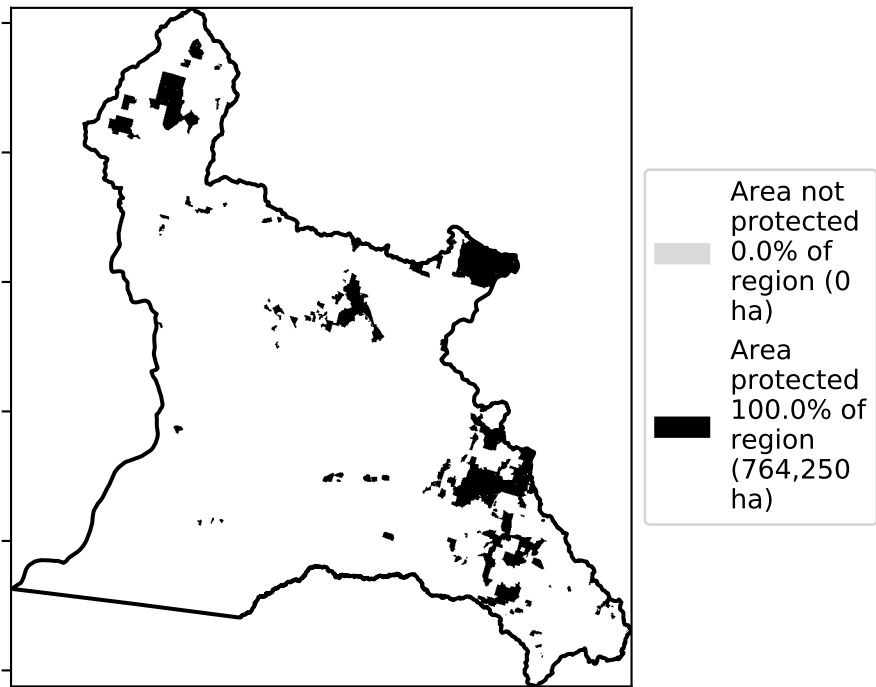 Area not
protected
0.0% of
region (0
ha)
Area
protected
100.0% of
region
(764,250
ha)